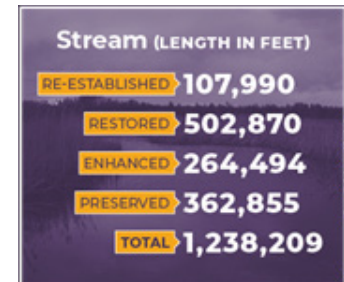 Stream (LENGTH IN FEET)
RE-ESTABLISHED 107,990
RESTORED 502,870
ENHANCED 264,494
PRESERVED 362,855
TOTAL 1,238,209